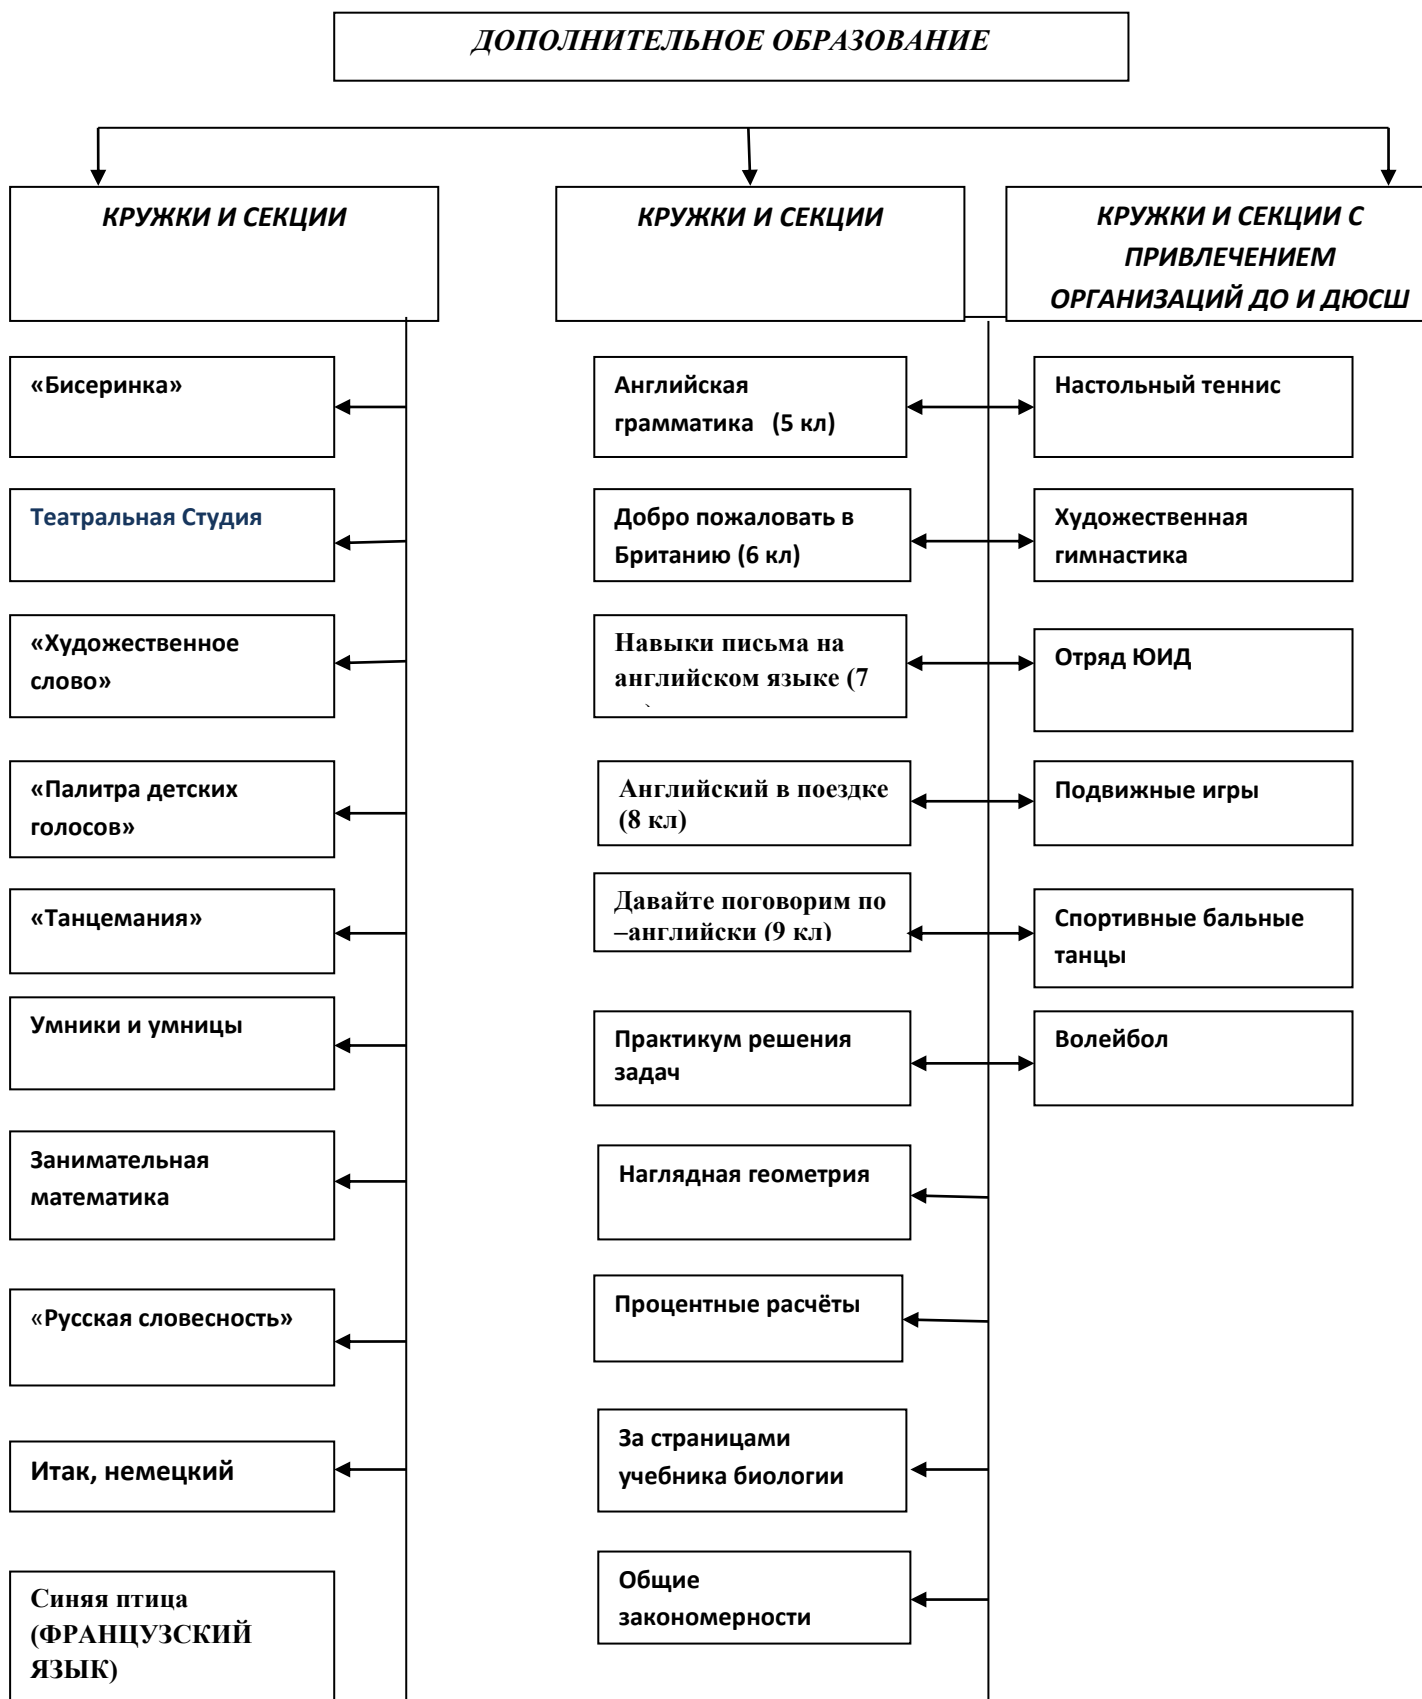 ДОПОЛНИТЕЛЬНОЕ ОБРАЗОВАНИЕ
КРУЖКИ И СЕКЦИИ
КРУЖКИ И СЕКЦИИ
КРУЖКИ И СЕКЦИИ С
ПРИВЛЕЧЕНИЕМ
ОРГАНИЗАЦИЙ ДО И ДЮСШ
«Бисеринка»
Театральная Студия
«Художественное
слово»
«Палитра детских
голосов»
«Танцемания»
Умники и умницы
Занимательная
математика
«Русская словесность»
Итак, немецкий
Синяя птица
(ФРАНЦУЗСКИЙ
ЯЗЫК)
Английская
грамматика (5 кл)
Добро пожаловать в
Британию (6 кл)
Навыки письма на
английском языке (7
Английский в поездке
(8 кл)
Давайте поговорим по
–английски (9 кл)
Практикум решения
задач
Наглядная геометрия
Процентные расчёты
За страницами
учебника биологии
Общие
закономерности
Настольный теннис
Художественная
гимнастика
Отряд ЮИД
Подвижные игры
Спортивные бальные
танцы
Волейбол